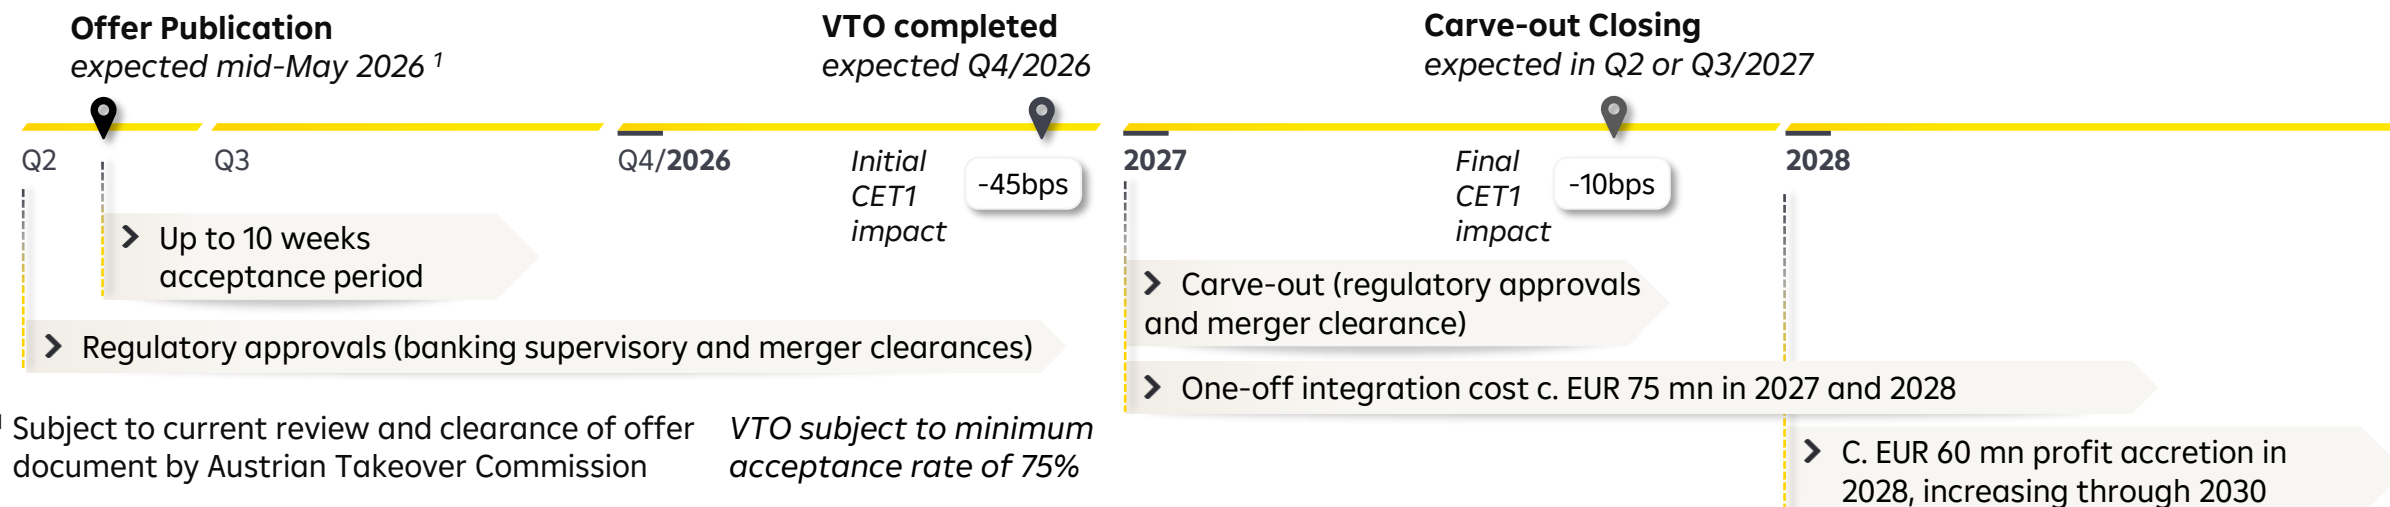 Offer Publication
expected mid-May 2026 ¹
VTO completed
expected Q4/2026
Carve-out Closing
expected in Q2 or Q3/2027
Q2
Q3
Q4/2026
Initial
CET1
impact
-45bps
2027
Final
CET1
impact
-10bps
2028
Up to 10 weeks
acceptance period
Regulatory approvals (banking supervisory and merger clearances)
Carve-out (regulatory approvals
and merger clearance)
One-off integration cost c. EUR 75 mn in 2027 and 2028
C. EUR 60 mn profit accretion in
2028, increasing through 2030
¹ Subject to current review and clearance of offer
document by Austrian Takeover Commission
VTO subject to minimum
acceptance rate of 75%